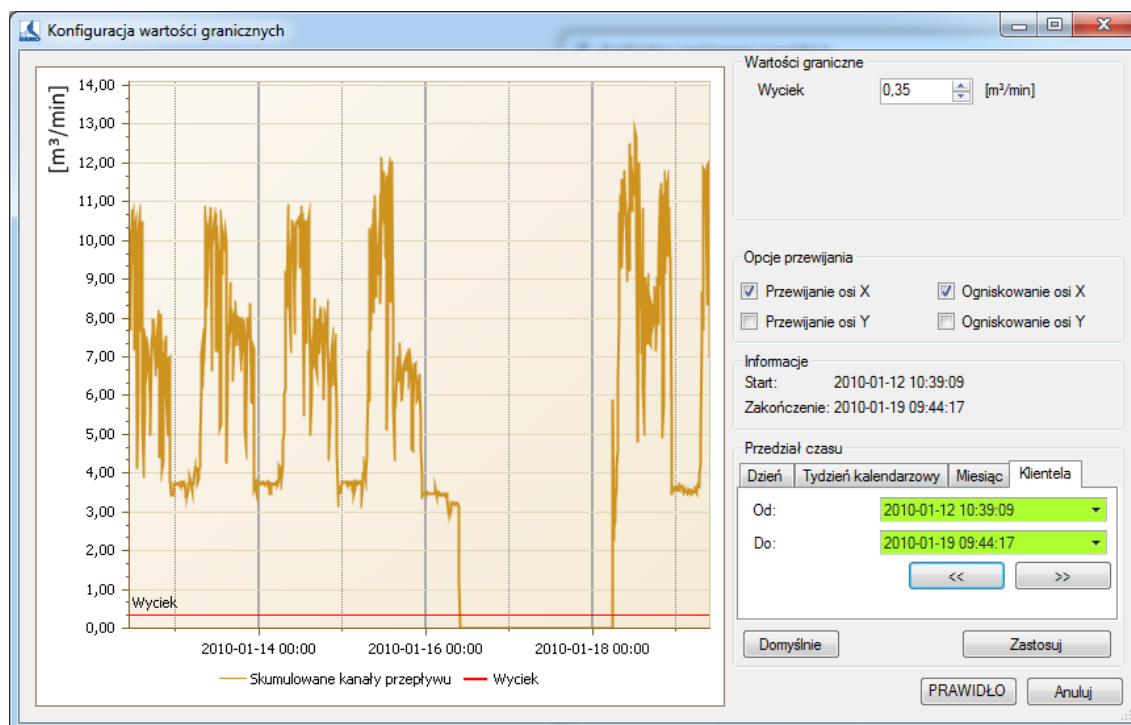 Konfiguracja wartości granicznych
[m³/min]
14,00
13,00
12,00
11,00
10,00
9,00
8,00
7,00
6,00
5,00
4,00
3,00
2,00
1,00
0,00
Wyciek
2010-01-14 00:00 2010-01-16 00:00 2010-01-18 00:00
Skumulowane kanały przepływu Wyciek
Wartości graniczne
Wyciek 0,35 [m³/min]
Opcje przewijania
Przewijanie osi X Ogniskowanie osi X
Przewijanie osi Y Ogniskowanie osi Y
Informacje
Start: 2010-01-12 10:39:09
Zakończenie: 2010-01-19 09:44:17
Przedział czasu
Dzień Tydzień kalendarzowy Miesiąc Klientela
Od: 2010-01-12 10:39:09
Do: 2010-01-19 09:44:17
<< >>
Domyślnie Zastosuj
PRAWIDŁO Anuluj